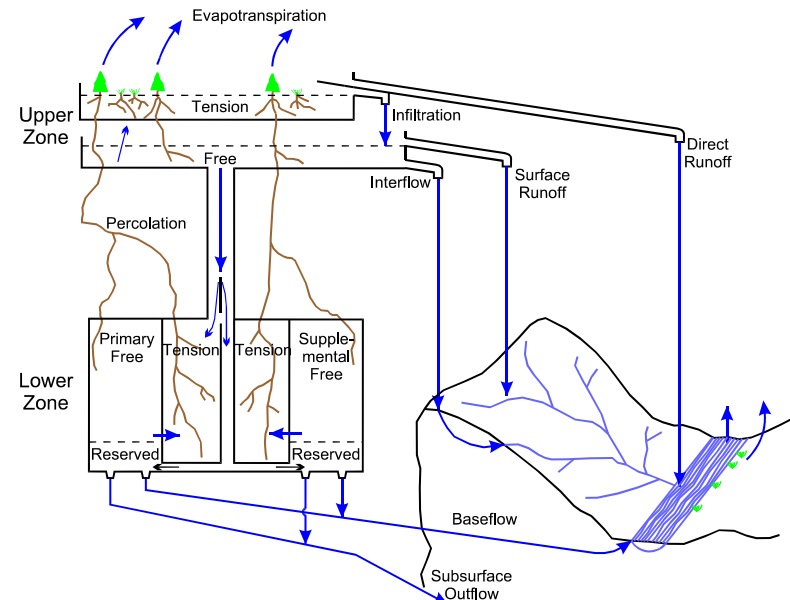 Evapotranspiration
Upper
Zone
Tension
Infiltration
Direct
Runoff
Free
Interflow
Surface
Runoff
Percolation
Lower
Zone
Primary
Free
Tension
Tension
Supple-
mental
Free
Reserved
Reserved
Baseflow
Subsurface
Outflow